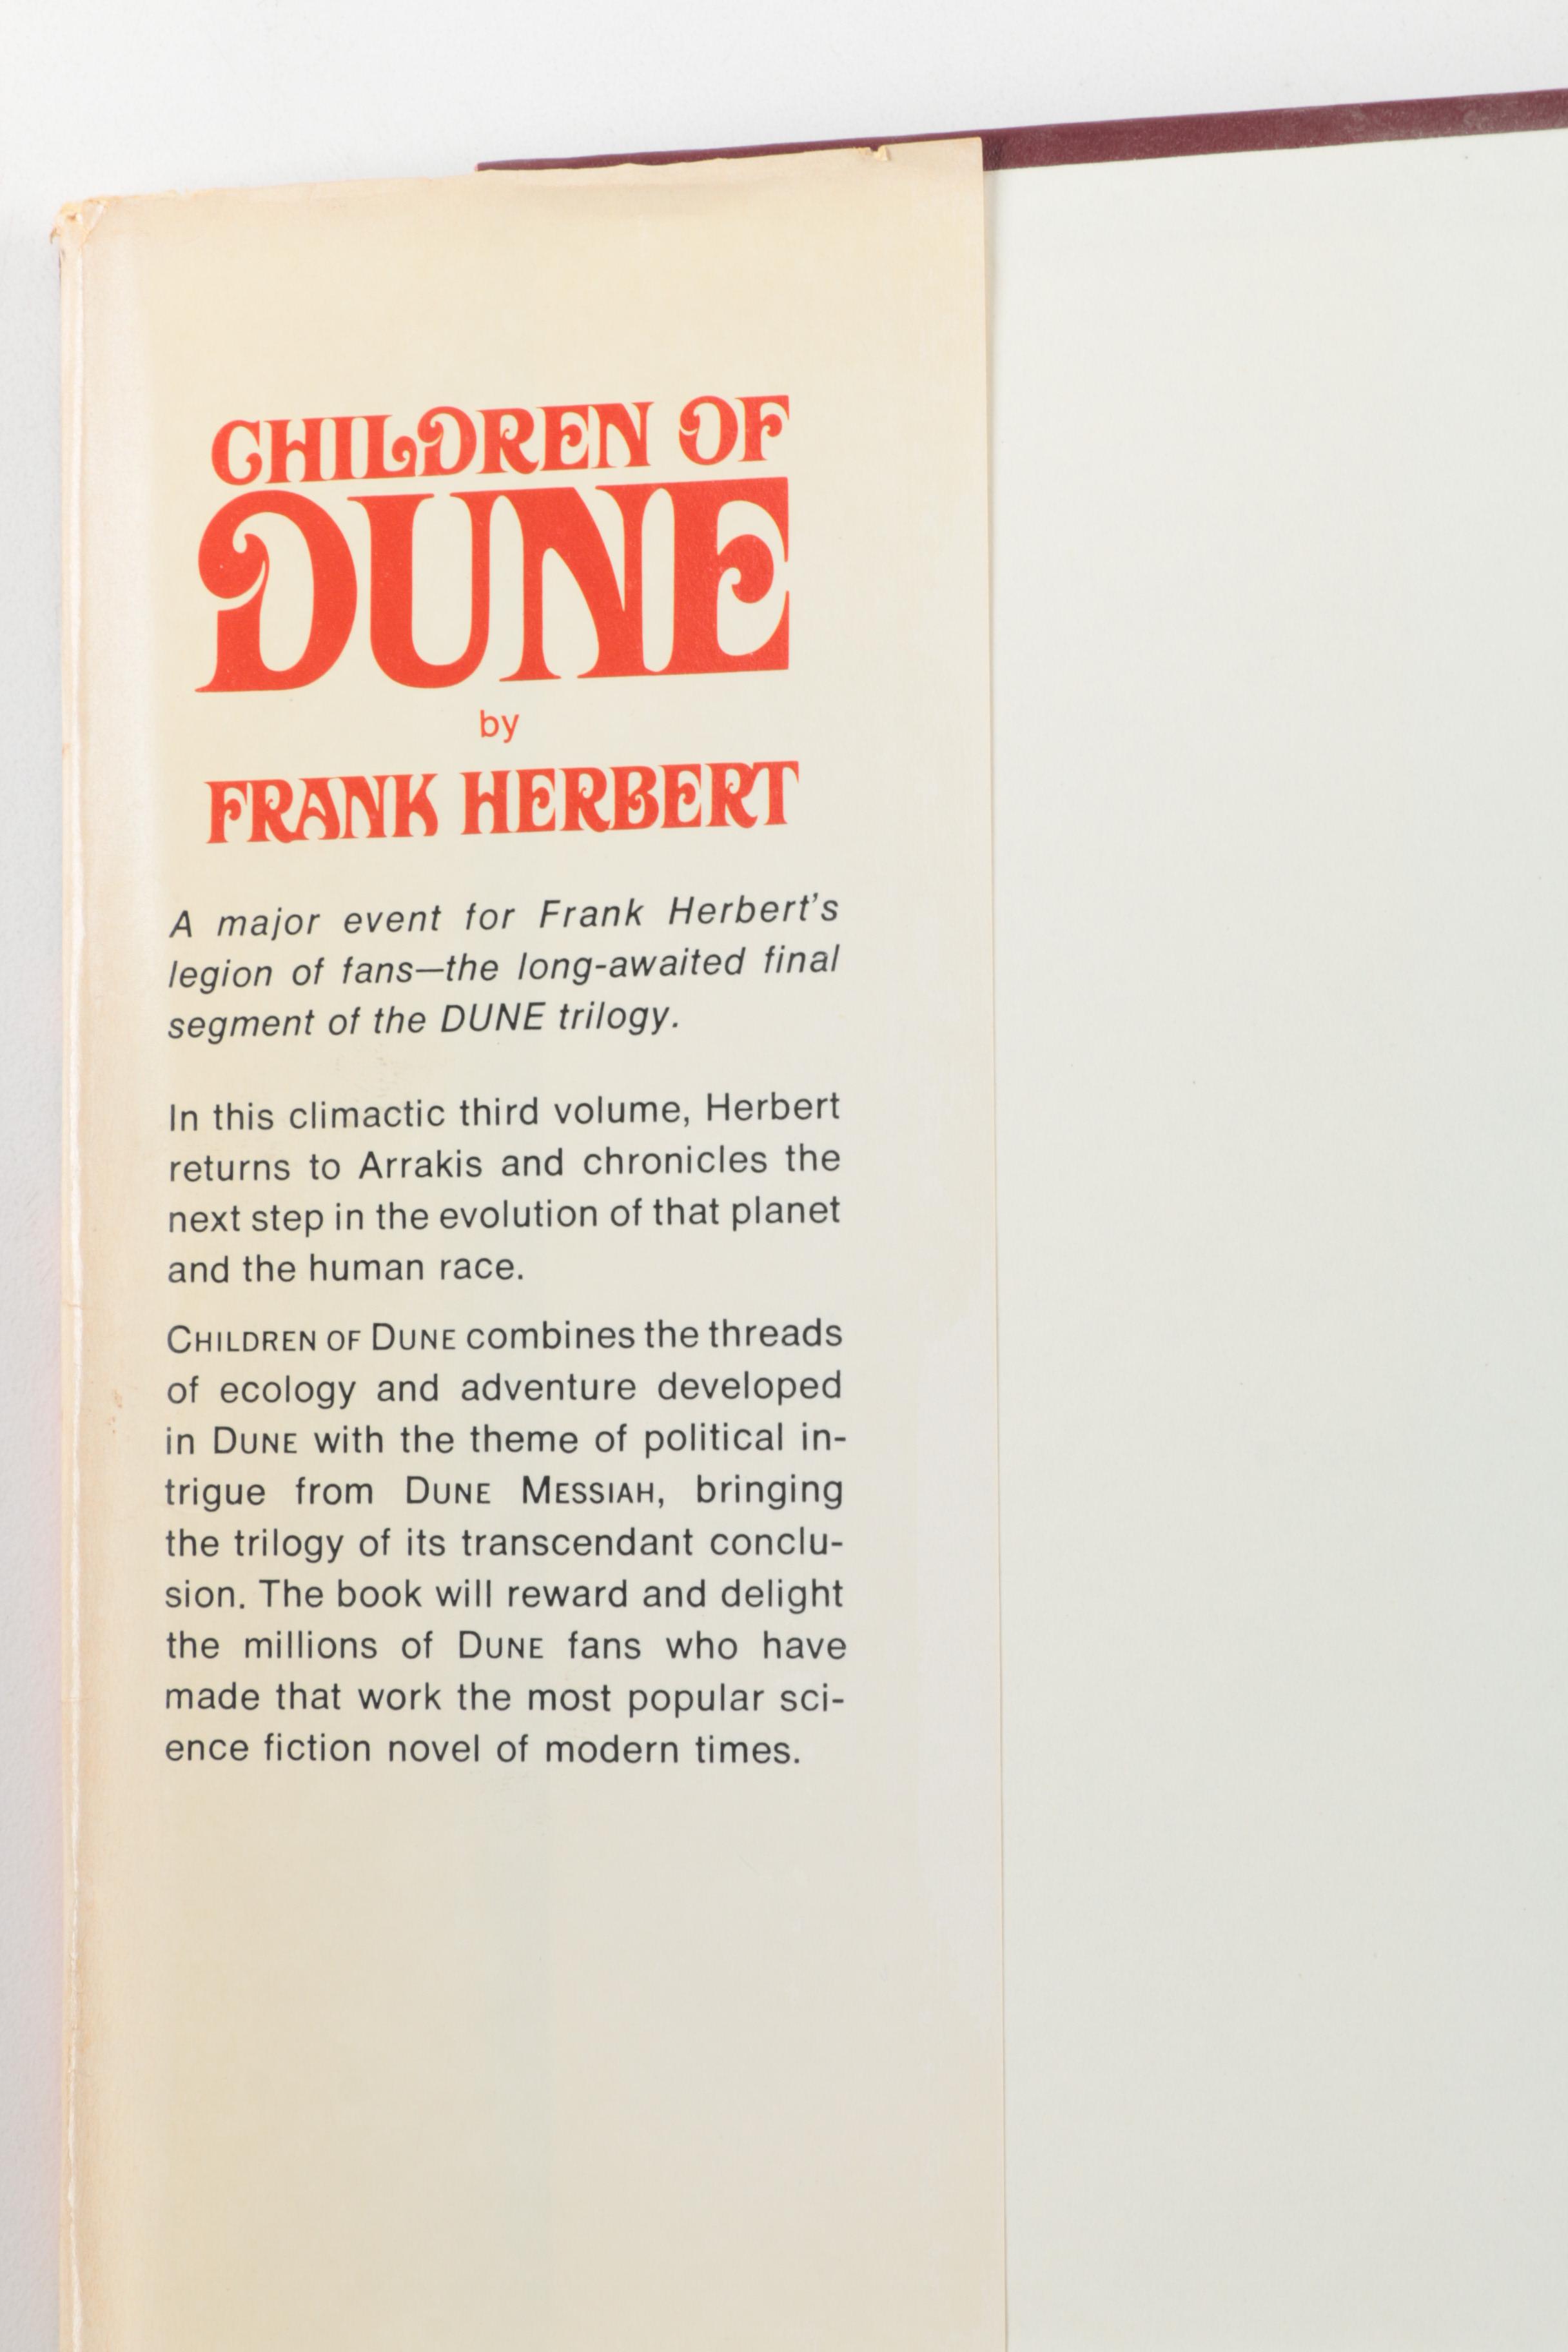 CHILDREN OF
DUNE
by
FRANK HERBERT
A major event for Frank Herbert's
legion of fans—the long-awaited final
segment of the DUNE trilogy.
In this climactic third volume, Herbert
returns to Arrakis and chronicles the
next step in the evolution of that planet
and the human race.
CHILDREN OF DUNE combines the threads
of ecology and adventure developed
in DUNE with the theme of political in-
trigue from DUNE MESSIAH, bringing
the trilogy of its transcendant conclu-
sion. The book will reward and delight
the millions of DUNE fans who have
made that work the most popular sci-
ence fiction novel of modern times.